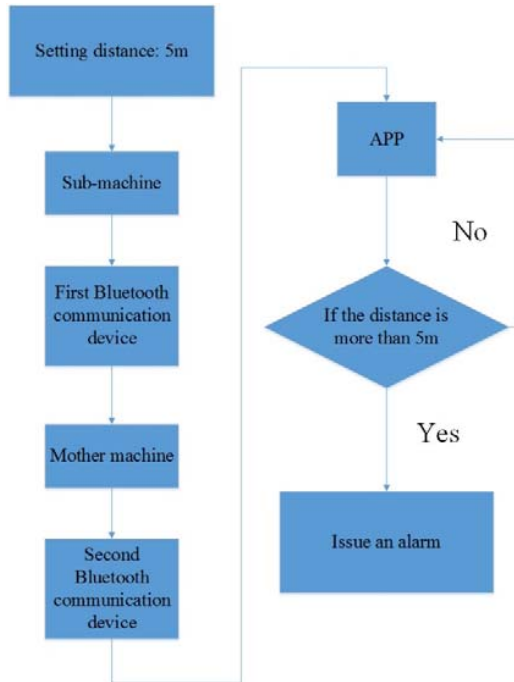 Setting distance: 5m
Sub-machine
First Bluetooth
communication
device
Mother machine
Second
Bluetooth
communication
device
APP
No
If the distance is
more than 5m
Yes
Issue an alarm